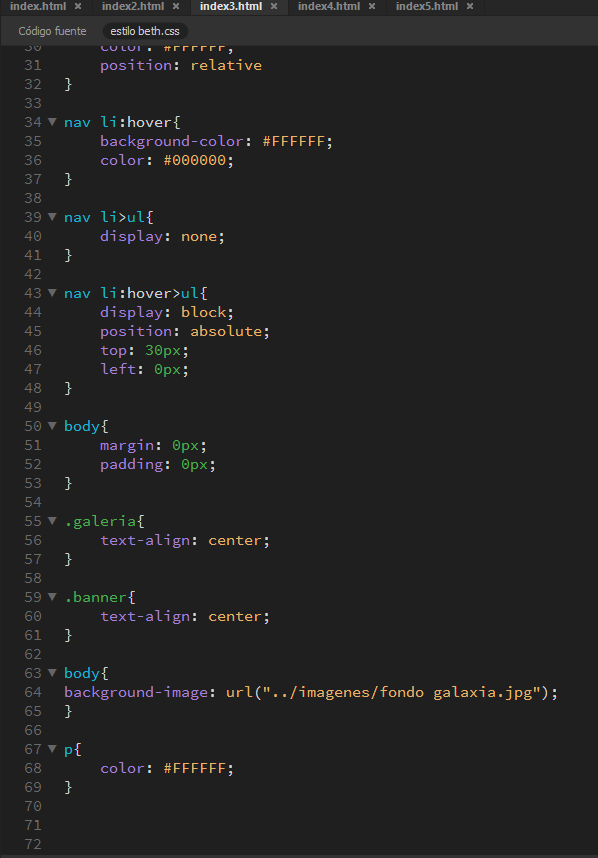 index.html × index2.html × index3.html × index4.html × index5.html ×
Código fuente estilo beth.css
30 color: #FFFFFF;
31 position: relative
32 }
33
34 ▼ nav li:hover{
35 background-color: #FFFFFF;
36 color: #000000;
37 }
38
39 ▼ nav li>ul{
40 display: none;
41 }
42
43 ▼ nav li:hover>ul{
44 display: block;
45 position: absolute;
46 top: 30px;
47 left: 0px;
48 }
49
50 ▼ body{
51 margin: 0px;
52 padding: 0px;
53 }
54
55 ▼ .galeria{
56 text-align: center;
57 }
58
59 ▼ .banner{
60 text-align: center;
61 }
62
63 ▼ body{
64 background-image: url("../imagenes/fondo galaxia.jpg");
65 }
66
67 ▼ p{
68 color: #FFFFFF;
69 }
70
71
72